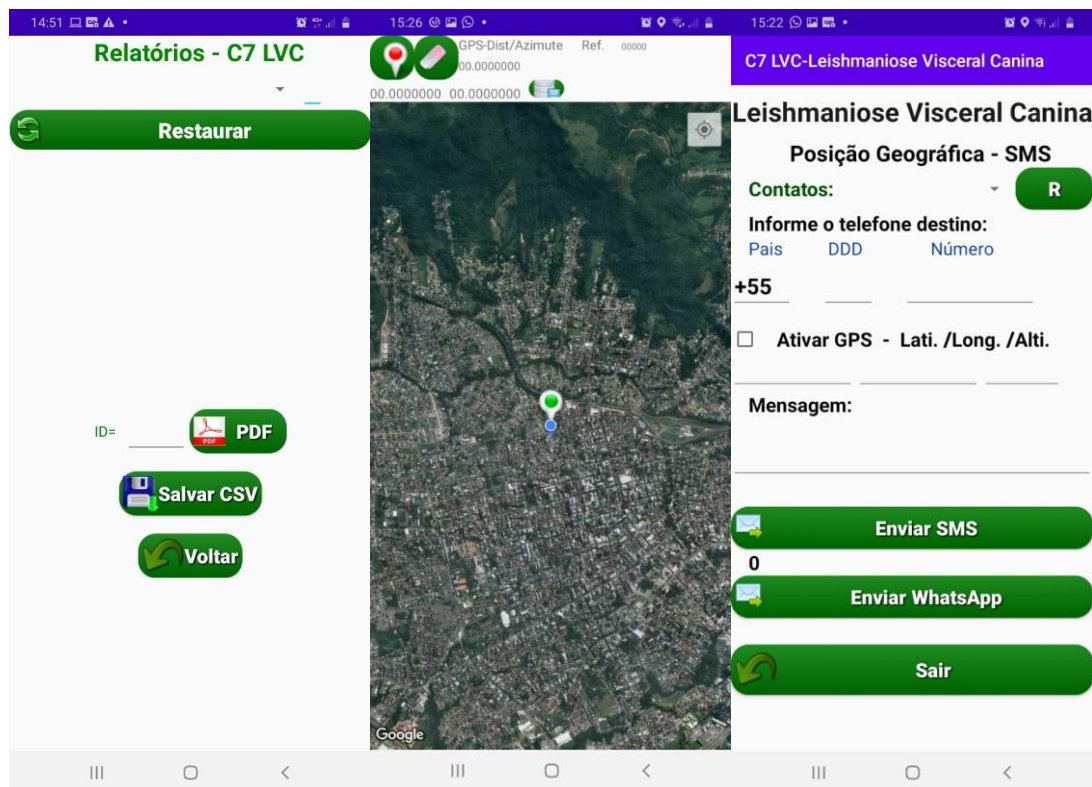 14:51
Relatórios - C7 LVC
Restaurar
ID=
PDF
PDF
Salvar CSV
Voltar
15:26
GPS-Dist/Azimute Ref. 00000
00.0000000
00.0000000 00.0000000
Google
15:22
C7 LVC-Leishmaniose Visceral Canina
Leishmaniose Visceral Canina
Posição Geográfica - SMS
Contatos:
R
Informe o telefone destino:
Pais DDD Número
+55
Ativar GPS - Lati. /Long. /Alti.
Mensagem:
Enviar SMS
0
Enviar WhatsApp
Sair